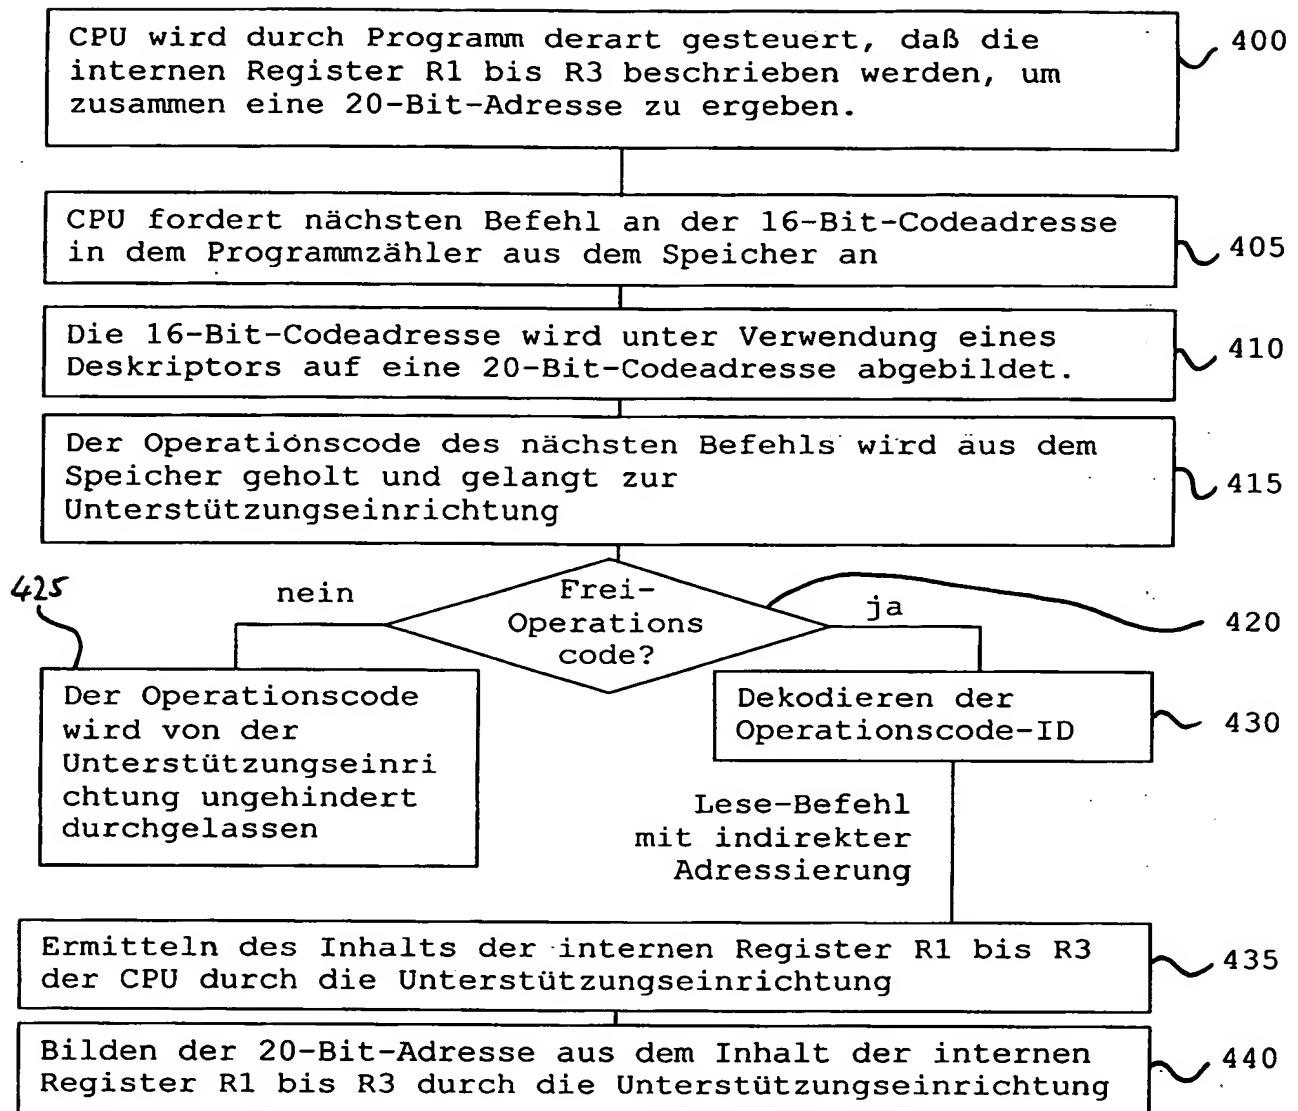 CPU wird durch Programm derart gesteuert, daß die
internen Register R1 bis R3 beschrieben werden, um
zusammen eine 20-Bit-Adresse zu ergeben.
400
CPU fordert nächsten Befehl an der 16-Bit-Codeadresse
in dem Programmzähler aus dem Speicher an
405
Die 16-Bit-Codeadresse wird unter Verwendung eines
Deskriptors auf eine 20-Bit-Codeadresse abgebildet.
410
Der Operationscode des nächsten Befehls wird aus dem
Speicher geholt und gelangt zur
Unterstützungseinrichtung
415
425
nein
Frei-
Operations
code?
ja
420
Der Operationscode
wird von der
Unterstützungseinri
chtung ungehindert
durchgelassen
Dekodieren der
Operationscode-ID
430
Lese-Befehl
mit indirekter
Adressierung
Ermitteln des Inhalts der internen Register R1 bis R3
der CPU durch die Unterstützungseinrichtung
435
Bilden der 20-Bit-Adresse aus dem Inhalt der internen
Register R1 bis R3 durch die Unterstützungseinrichtung
440